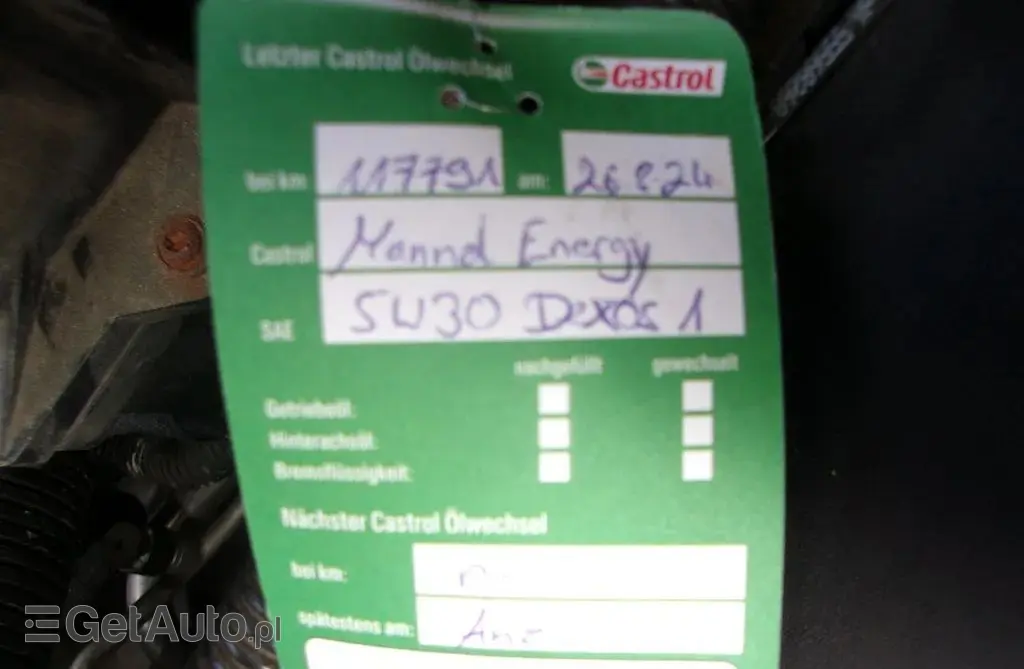 Letzter Castrol Ölwechsel
Castrol
bei km: 117791 am: 26.8.24
Castrol Mannol Energy
SAE 5W30 Dexos 1
nachgefüllt gewechselt
Getriebeöl:
Hinterachsöl:
Bremsflüssigkeit:
Nächster Castrol Ölwechsel
bei km:
spätestens am:
GetAuto.pl